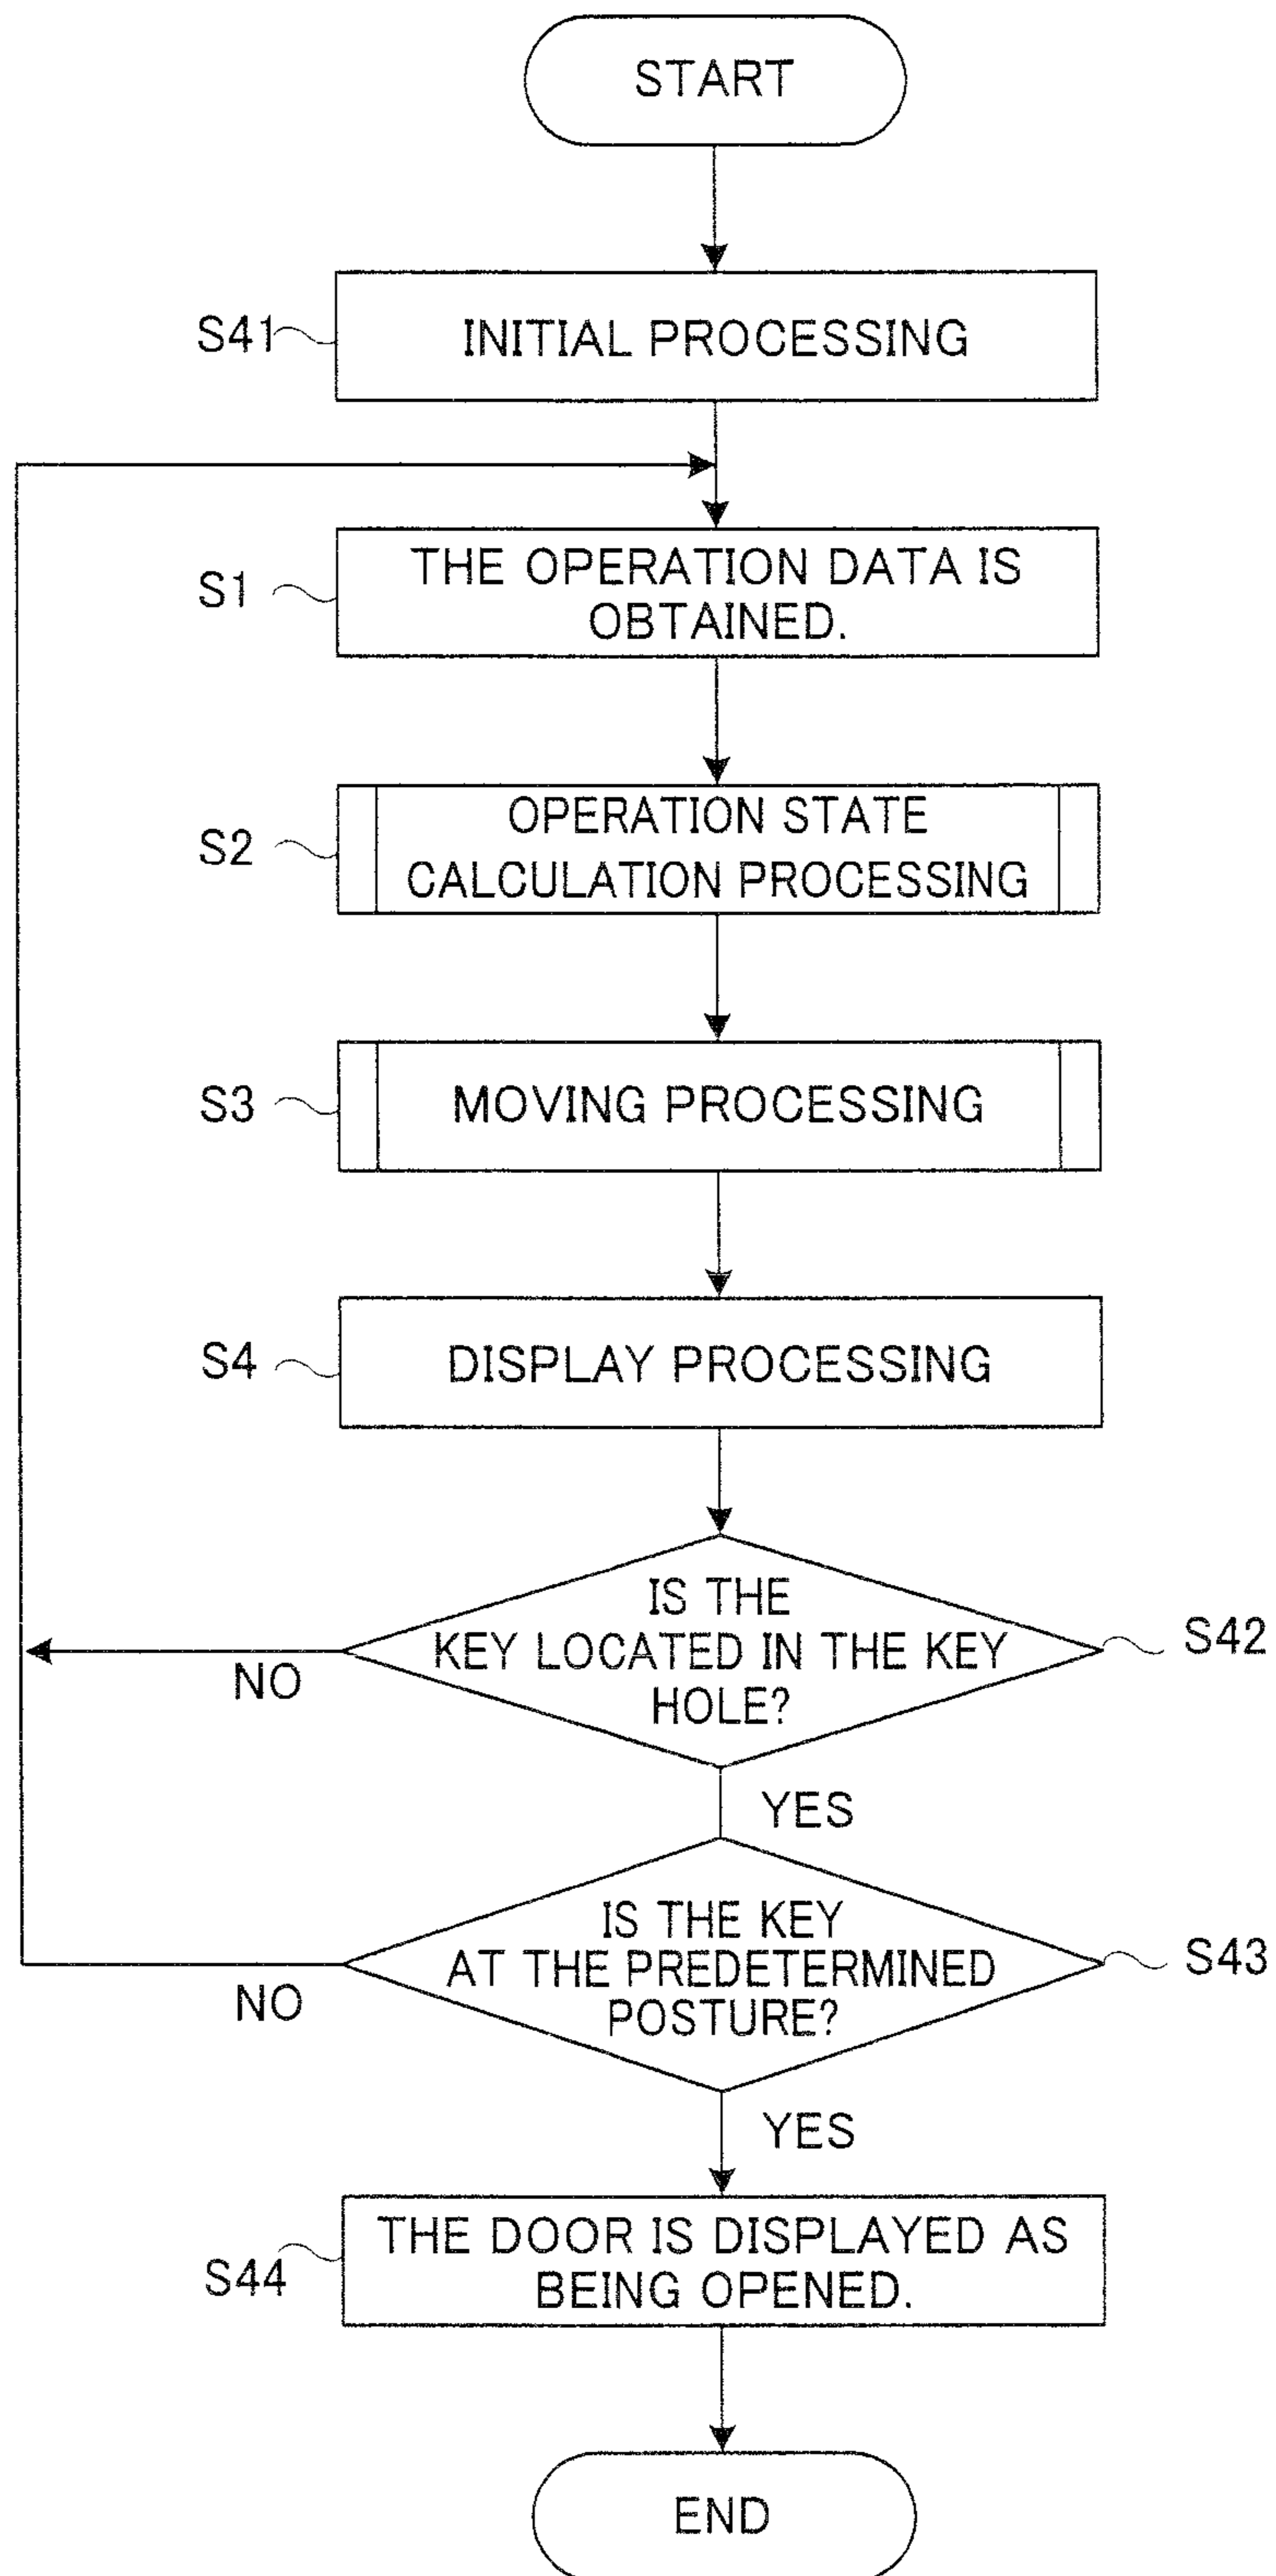 START
S41
INITIAL PROCESSING
S1
THE OPERATION DATA IS
OBTAINED.
S2
OPERATION STATE
CALCULATION PROCESSING
S3
MOVING PROCESSING
S4
DISPLAY PROCESSING
IS THE
KEY LOCATED IN THE KEY
HOLE?
S42
NO
YES
IS THE KEY
AT THE PREDETERMINED
POSTURE?
S43
NO
YES
S44
THE DOOR IS DISPLAYED AS
BEING OPENED.
END